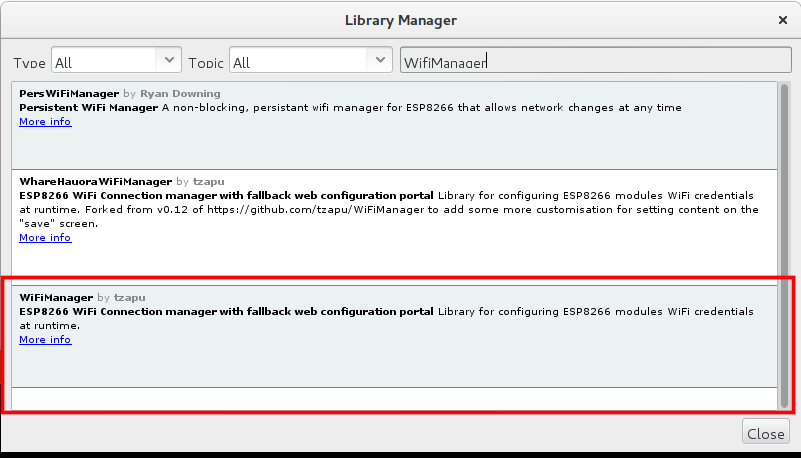 Library Manager
Type All Topic All WifiManager
PersWiFiManager by Ryan Downing
Persistent WiFi Manager A non-blocking, persistant wifi manager for ESP8266 that allows network changes at any time
More info
WhareHauoraWiFiManager by tzapu
ESP8266 WiFi Connection manager with fallback web configuration portal Library for configuring ESP8266 modules WiFi credentials
at runtime. Forked from v0.12 of https://github.com/tzapu/WiFiManager to add some more customisation for setting content on the
"save" screen.
More info
WiFiManager by tzapu
ESP8266 WiFi Connection manager with fallback web configuration portal Library for configuring ESP8266 modules WiFi credentials
at runtime.
More info
Close